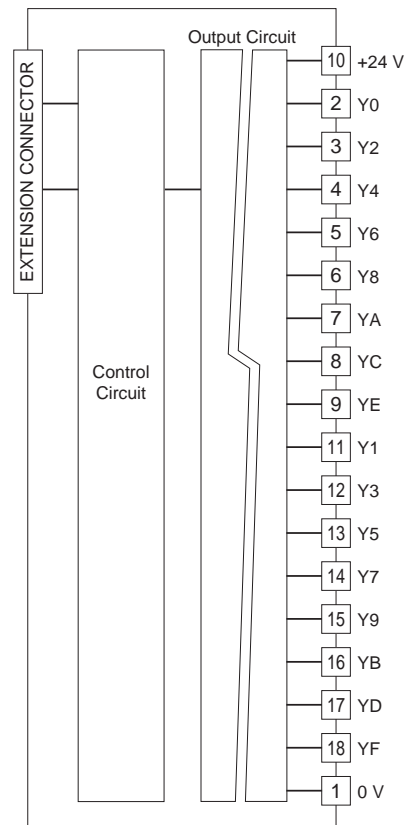 Output Circuit
EXTENSION CONNECTOR
Control
Circuit
10 +24 V
2 Y0
3 Y2
4 Y4
5 Y6
6 Y8
7 YA
8 YC
9 YE
11 Y1
12 Y3
13 Y5
14 Y7
15 Y9
16 YB
17 YD
18 YF
1 0 V